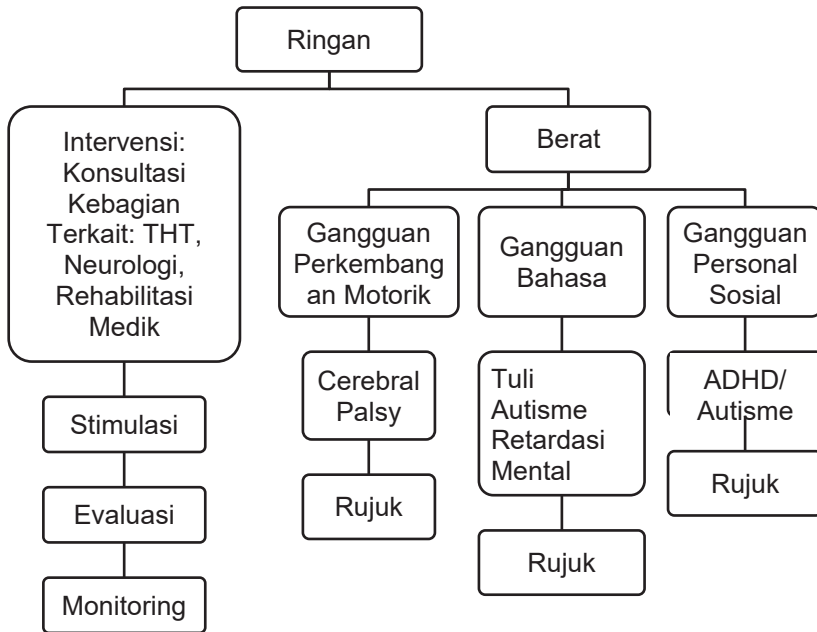 Ringan
Intervensi:
Konsultasi
Kebagian
Terkait: THT,
Neurologi,
Rehabilitasi
Medik
Berat
Gangguan
Perkembang
an Motorik
Gangguan
Bahasa
Gangguan
Personal
Sosial
Stimulasi
Cerebral
Palsy
Tuli
Autisme
Retardasi
Mental
ADHD/
Autisme
Evaluasi
Rujuk
Rujuk
Rujuk
Monitoring